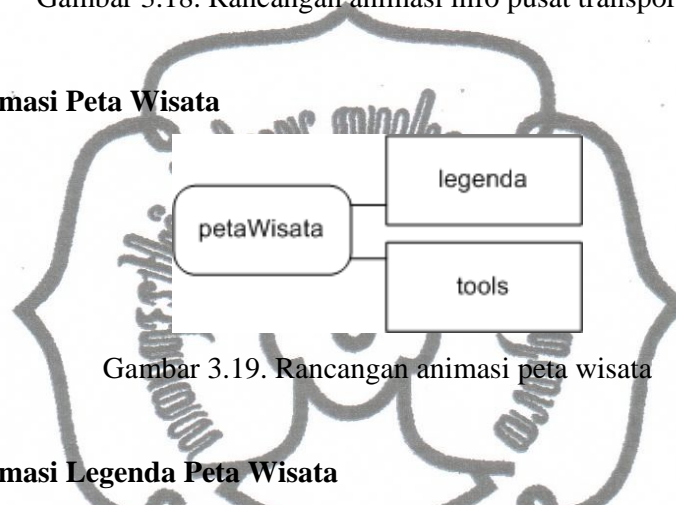 Gambar 3.18. Rancangan animasi info pusat transpor
masi Peta Wisata
legenda
petaWisata
tools
Gambar 3.19. Rancangan animasi peta wisata
masi Legenda Peta Wisata